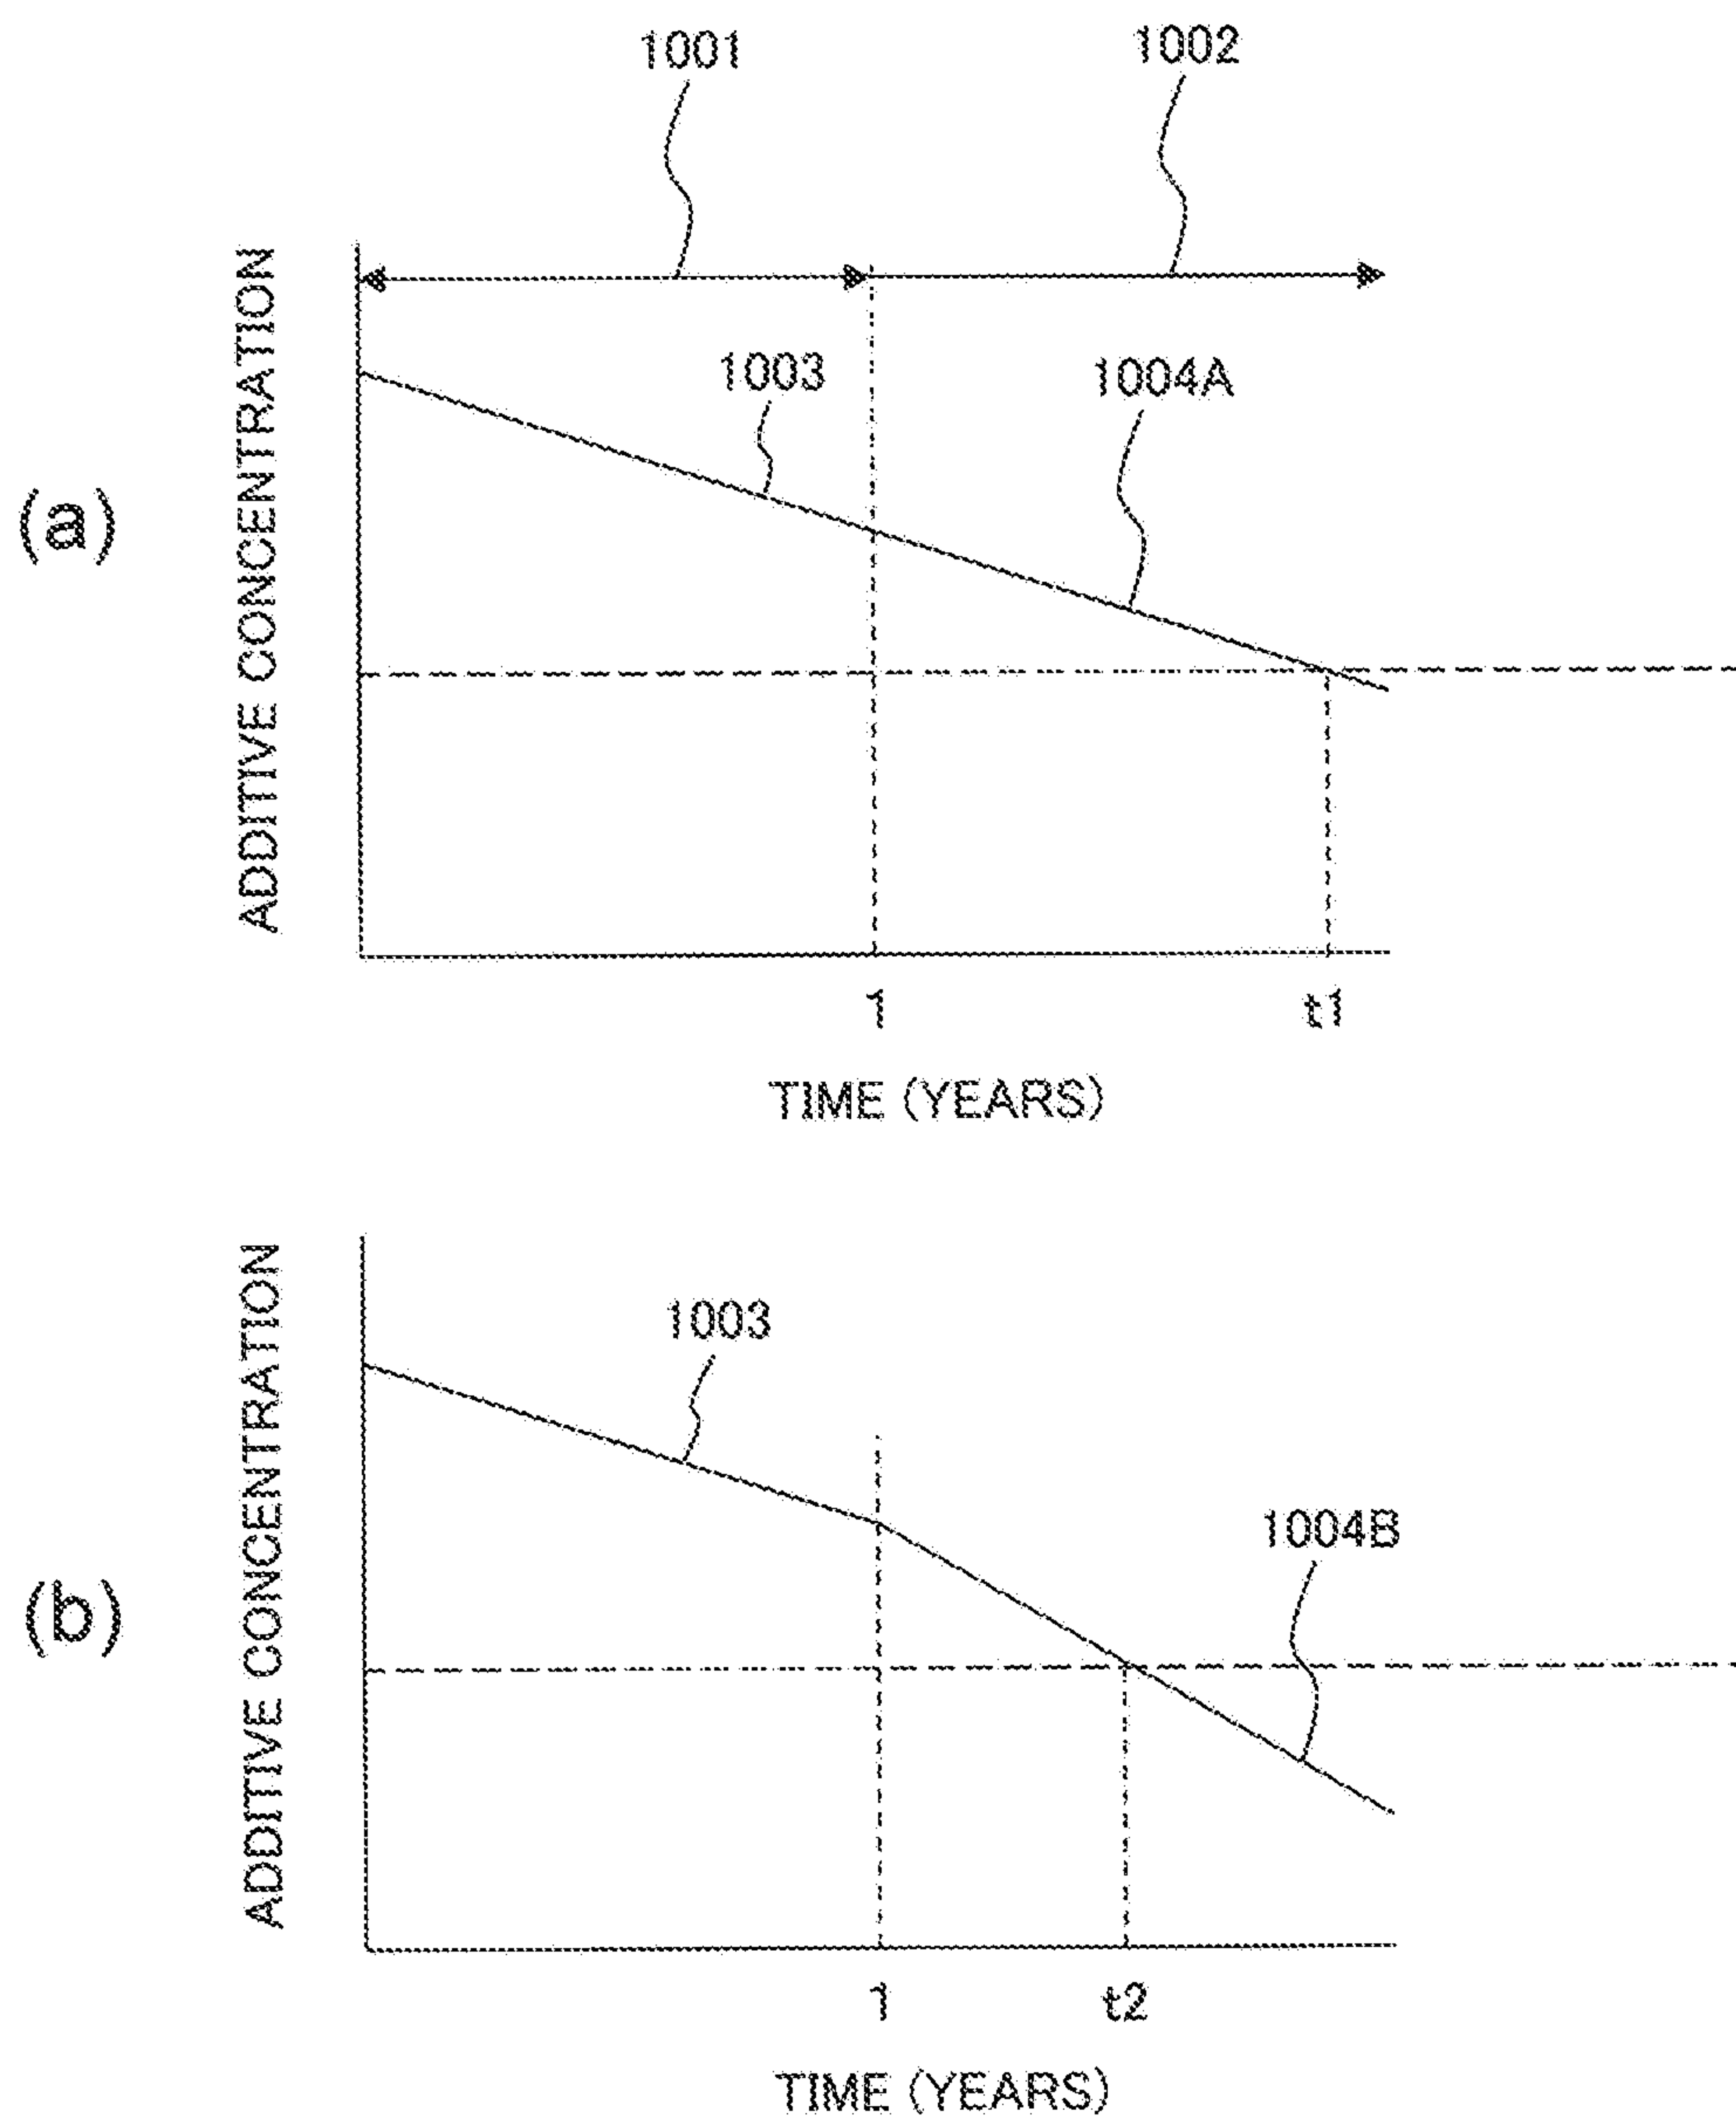 1001
1002
(a)
ADDITIVE CONCENTRATION
1003
1004A
1
t1
TIME (YEARS)
(b)
ADDITIVE CONCENTRATION
1003
1004B
1
t2
TIME (YEARS)